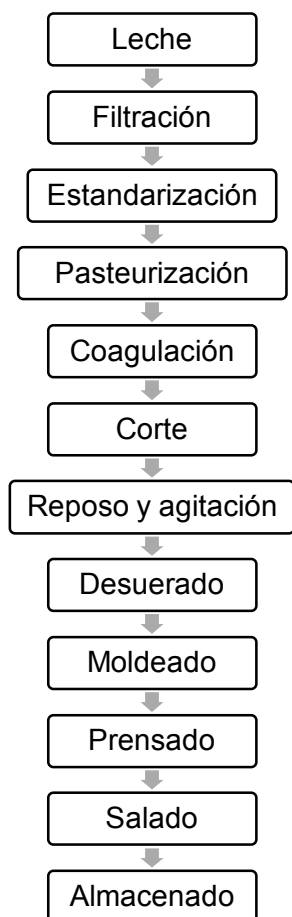 Leche
Filtración
Estandarización
Pasteurización
Coagulación
Corte
Reposo y agitación
Desuerado
Moldeado
Prensado
Salado
Almacenado